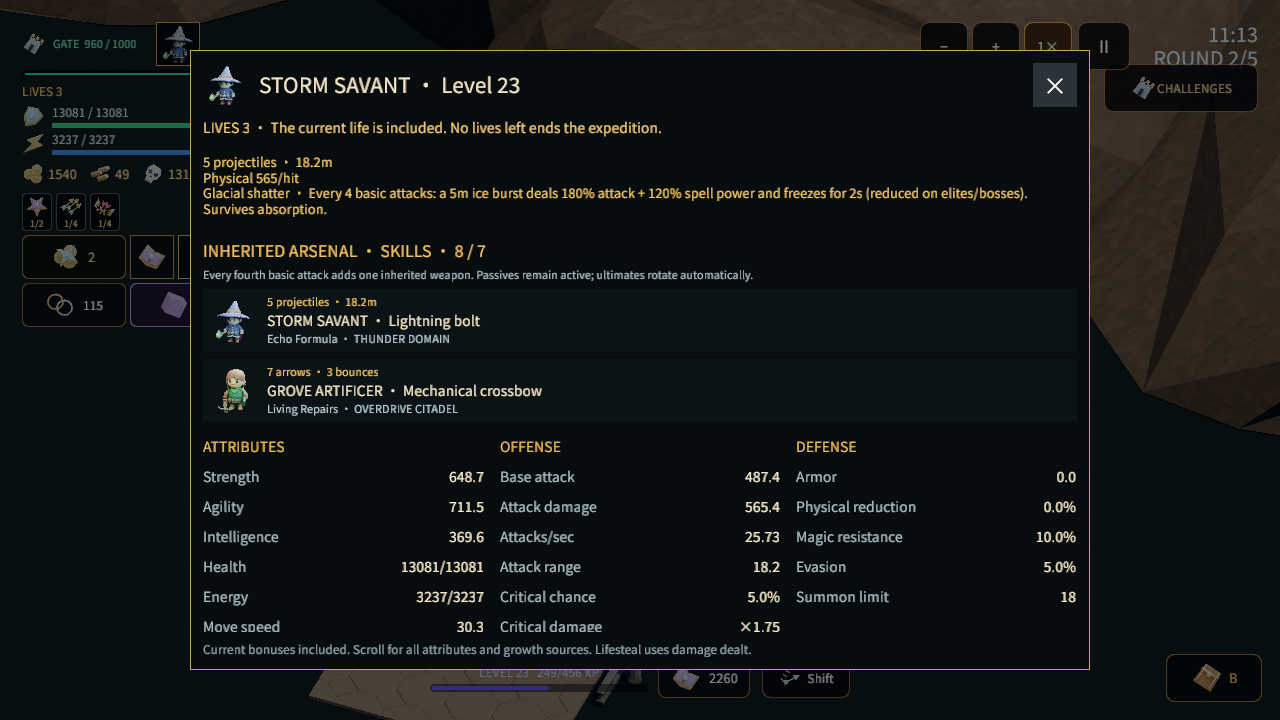 GATE 960 / 1000
LIVES 3
13081 / 13081
3237 / 3237
1540
49
131
1/2
1/4
1/4
2
115
−
+
1×
11:13
ROUND 2/5
CHALLENGES
STORM SAVANT • Level 23
LIVES 3 • The current life is included. No lives left ends the expedition.
5 projectiles • 18.2m
Physical 565/hit
Glacial shatter • Every 4 basic attacks: a 5m ice burst deals 180% attack + 120% spell power and freezes for 2s (reduced on elites/bosses).
Survives absorption.
INHERITED ARSENAL • SKILLS • 8 / 7
Every fourth basic attack adds one inherited weapon. Passives remain active; ultimates rotate automatically.
5 projectiles • 18.2m
STORM SAVANT • Lightning bolt
Echo Formula • THUNDER DOMAIN
7 arrows • 3 bounces
GROVE ARTIFICER • Mechanical crossbow
Living Repairs • OVERDRIVE CITADEL
ATTRIBUTES OFFENSE DEFENSE
Strength 648.7 Base attack 487.4 Armor 0.0
Agility 711.5 Attack damage 565.4 Physical reduction 0.0%
Intelligence 369.6 Attacks/sec 25.73 Magic resistance 10.0%
Health 13081/13081 Attack range 18.2 Evasion 5.0%
Energy 3237/3237 Critical chance 5.0% Summon limit 18
Move speed 30.3 Critical damage ×1.75
Current bonuses included. Scroll for all attributes and growth sources. Lifesteal uses damage dealt.
LEVEL 23 249/456 XP
2260
Shift
B